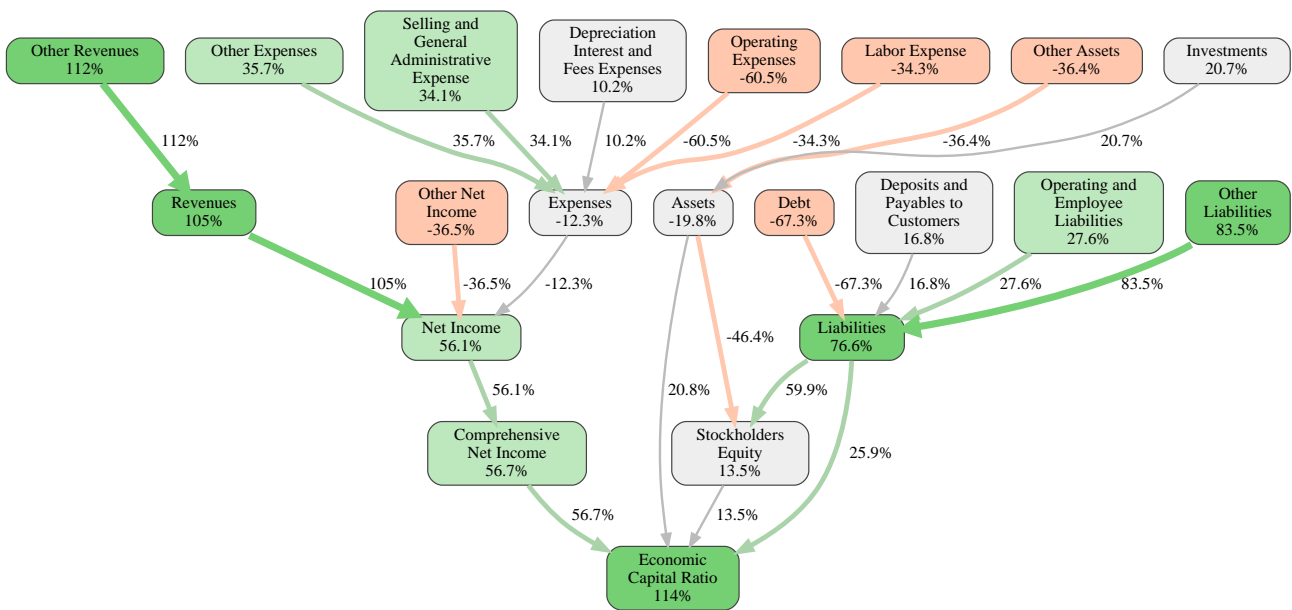 Other Revenues
112%
Other Expenses
35.7%
Selling and
General
Administrative
Expense
34.1%
Depreciation
Interest and
Fees Expenses
10.2%
Operating
Expenses
-60.5%
Labor Expense
-34.3%
Other Assets
-36.4%
Investments
20.7%
112%
35.7%
34.1%
10.2%
-60.5%
-34.3%
-36.4%
20.7%
Revenues
105%
Other Net
Income
-36.5%
Expenses
-12.3%
Assets
-19.8%
Debt
-67.3%
Deposits and
Payables to
Customers
16.8%
Operating and
Employee
Liabilities
27.6%
Other
Liabilities
83.5%
105%
-36.5%
-12.3%
-67.3%
16.8%
27.6%
83.5%
Net Income
56.1%
-46.4%
Liabilities
76.6%
56.1%
20.8%
59.9%
Comprehensive
Net Income
56.7%
Stockholders
Equity
13.5%
25.9%
56.7%
13.5%
Economic
Capital Ratio
114%